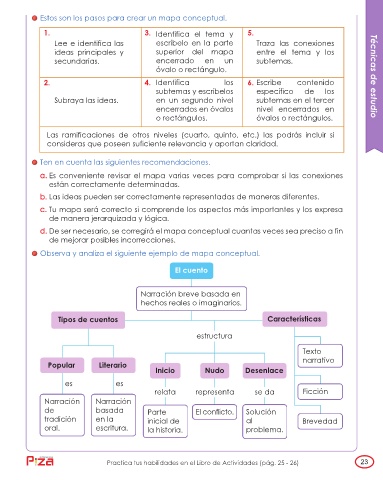 Estos son los pasos para crear un mapa conceptual.
1.
Lee e identifica las
ideas principales y
secundarias.
3. Identifica el tema y
escríbelo en la parte
superior del mapa
encerrado en un
óvalo o rectángulo.
5.
Traza las conexiones
entre el tema y los
subtemas.
2.
Subraya las ideas.
4. Identifica los
subtemas y escríbelos
en un segundo nivel
encerrados en óvalos
o rectángulos.
6. Escribe contenido
específico de los
subtemas en el tercer
nivel encerrados en
óvalos o rectángulos.
Las ramificaciones de otros niveles (cuarto, quinto, etc.) las podrás incluir si
consideras que poseen suficiente relevancia y aportan claridad.
Técnicas de estudio
Ten en cuenta las siguientes recomendaciones.
a. Es conveniente revisar el mapa varias veces para comprobar si las conexiones
están correctamente determinadas.
b. Las ideas pueden ser correctamente representadas de maneras diferentes.
c. Tu mapa será correcto si comprende los aspectos más importantes y los expresa
de manera jerarquizada y lógica.
d. De ser necesario, se corregirá el mapa conceptual cuantas veces sea preciso a fin
de mejorar posibles incorrecciones.
Observa y analiza el siguiente ejemplo de mapa conceptual.
El cuento
Narración breve basada en
hechos reales o imaginarios.
Tipos de cuentos
Características
estructura
Texto
narrativo
Popular
Literario
Inicio
Nudo
Desenlace
es
es
relata
representa
se da
Ficción
Narración
de
tradición
oral.
Narración
basada
en la
escritura.
Parte
inicial de
la historia.
El conflicto.
Solución
al
problema.
Brevedad
Piza
Practica tus habilidades en el Libro de Actividades (pág. 25 - 26)
23